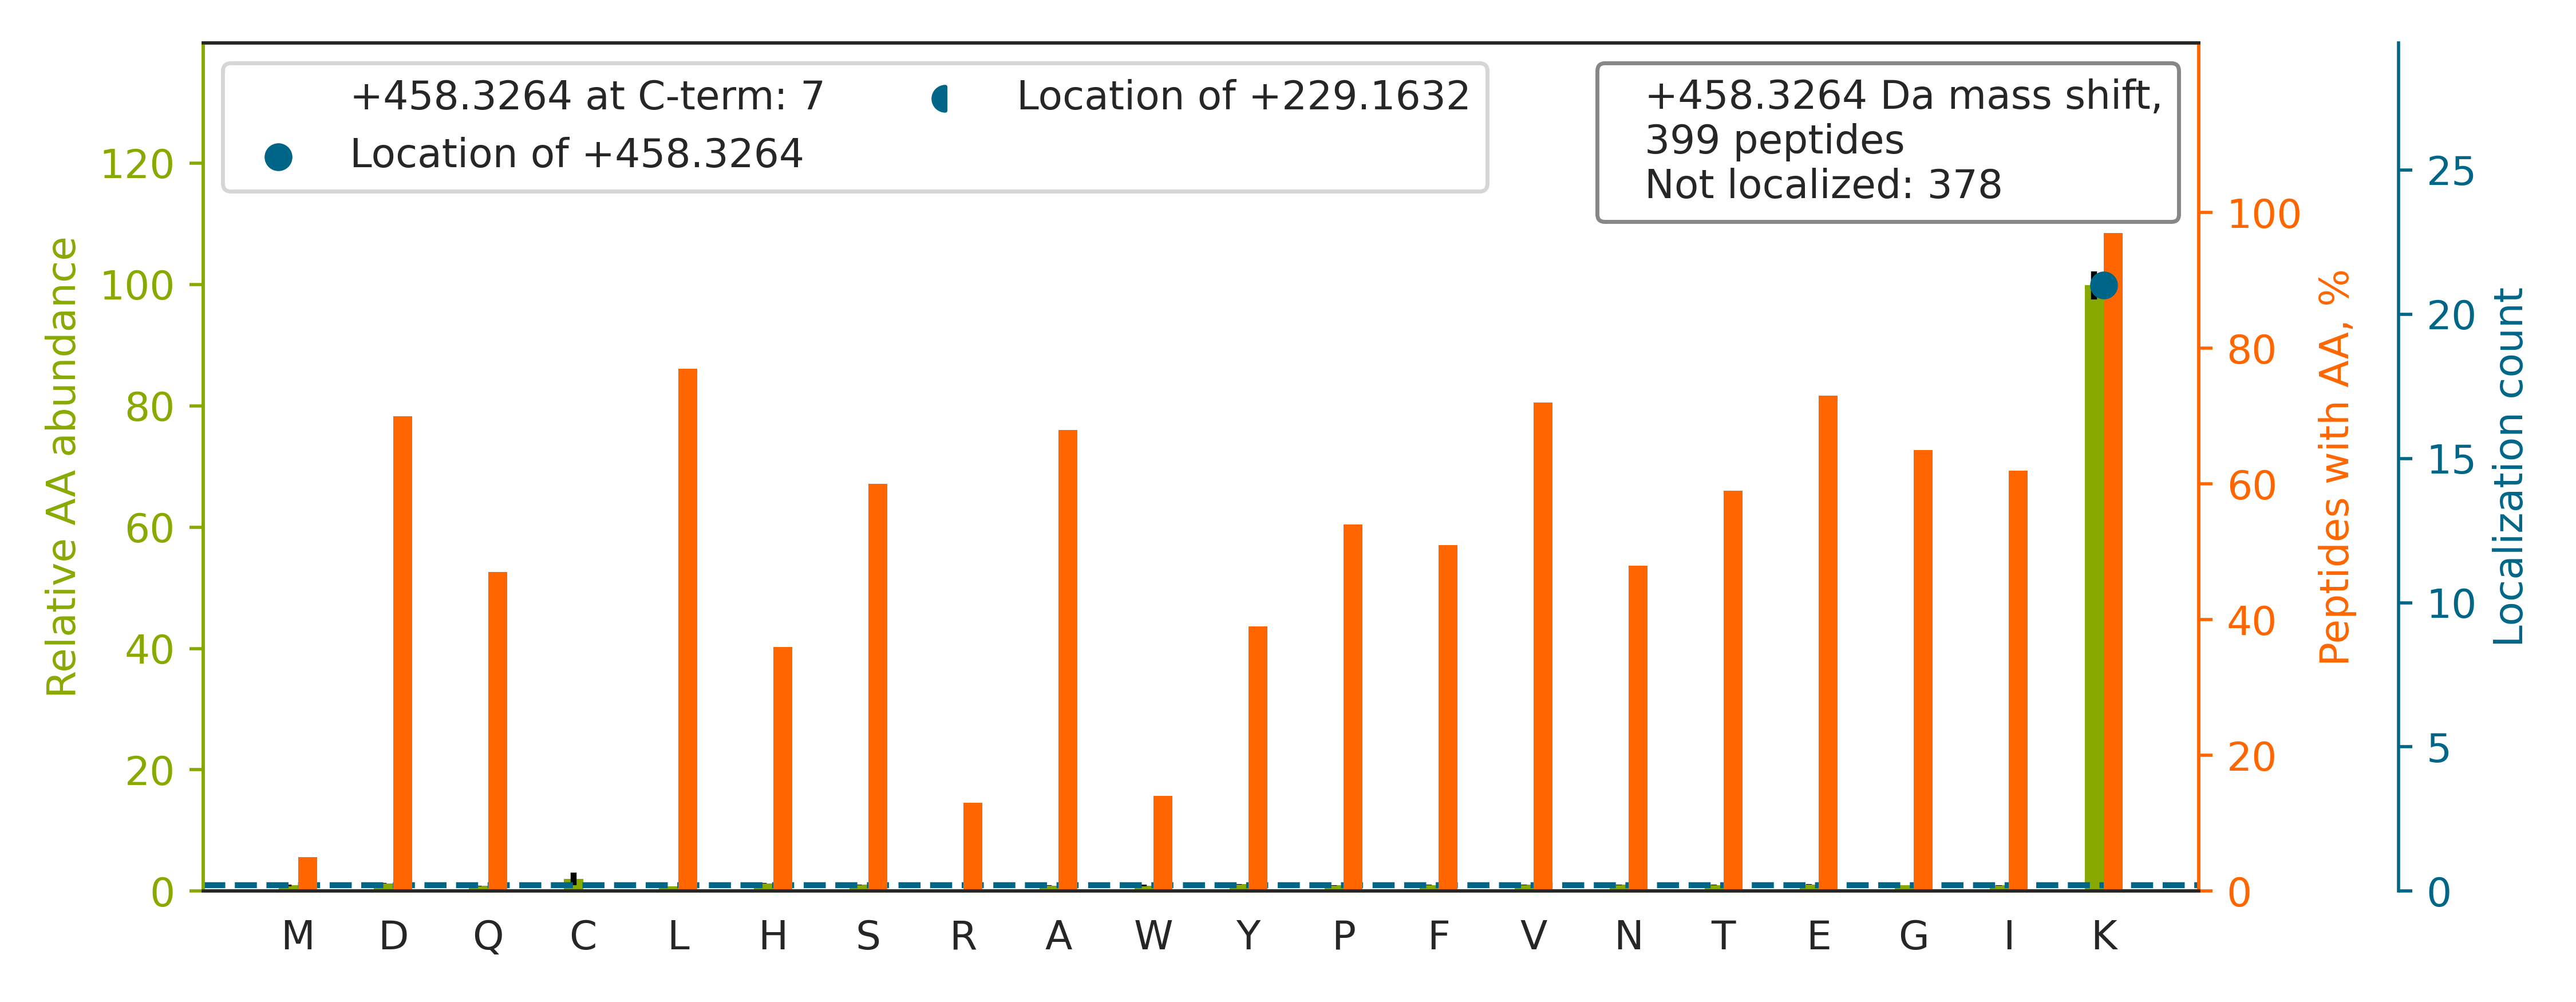 +458.3264 at C-term: 7
Location of +458.3264
Location of +229.1632
+458.3264 Da mass shift,
399 peptides
Not localized: 378
Relative AA abundance
120
100
80
60
40
20
0
Peptides with AA, %
100
80
60
40
20
0
Localization count
25
20
15
10
5
0
M D Q C L H S R A W Y P F V N T E G I K